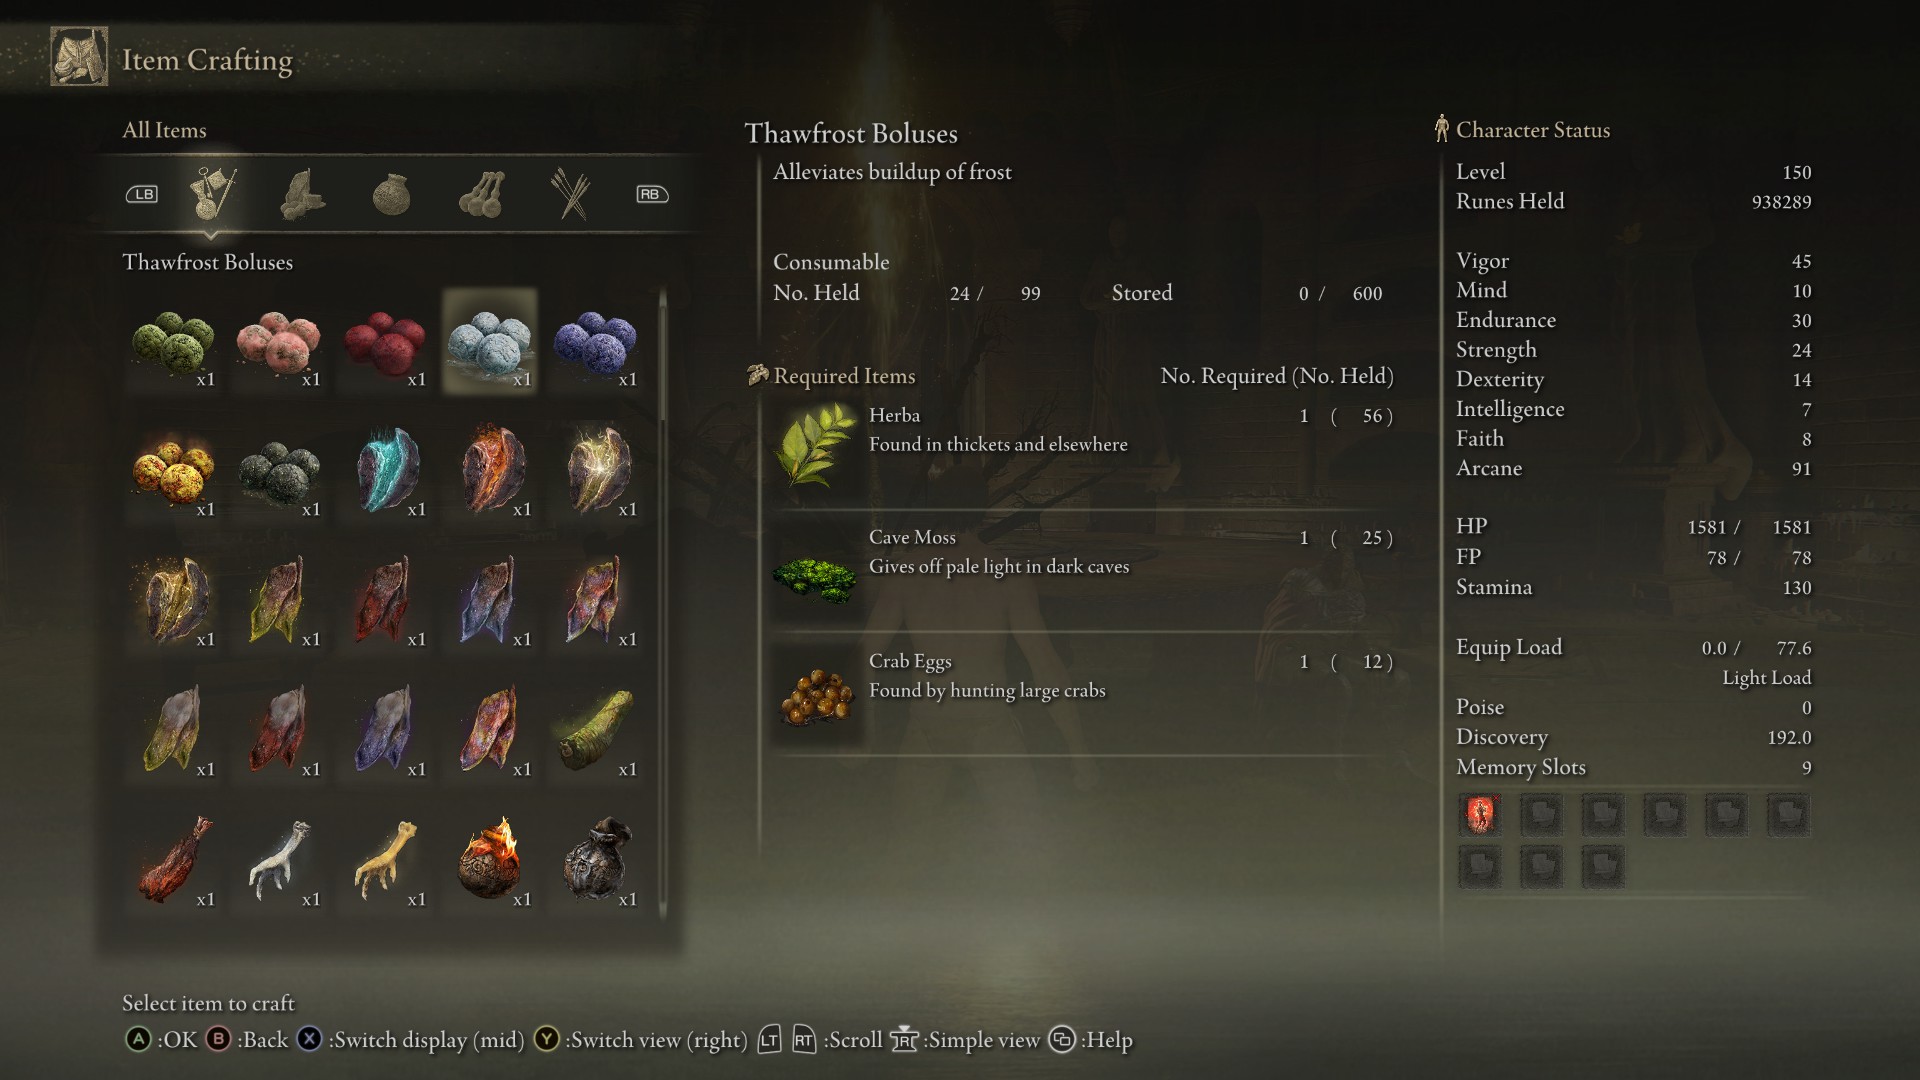 Item Crafting
All Items
LB
RB
Thawfrost Boluses
x1 x1 x1 x1 x1
x1 x1 x1 x1 x1
x1 x1 x1 x1 x1
x1 x1 x1 x1 x1
x1 x1 x1 x1 x1
Thawfrost Boluses
Alleviates buildup of frost
Consumable
No. Held 24 / 99 Stored 0 / 600
Required Items No. Required (No. Held)
Herba 1 ( 56 )
Found in thickets and elsewhere
Cave Moss 1 ( 25 )
Gives off pale light in dark caves
Crab Eggs 1 ( 12 )
Found by hunting large crabs
Character Status
Level 150
Runes Held 938289
Vigor 45
Mind 10
Endurance 30
Strength 24
Dexterity 14
Intelligence 7
Faith 8
Arcane 91
HP 1581 / 1581
FP 78 / 78
Stamina 130
Equip Load 0.0 / 77.6
Light Load
Poise 0
Discovery 192.0
Memory Slots 9
Select item to craft
A :OK B :Back X :Switch display (mid) Y :Switch view (right) LT RT :Scroll R :Simple view :Help